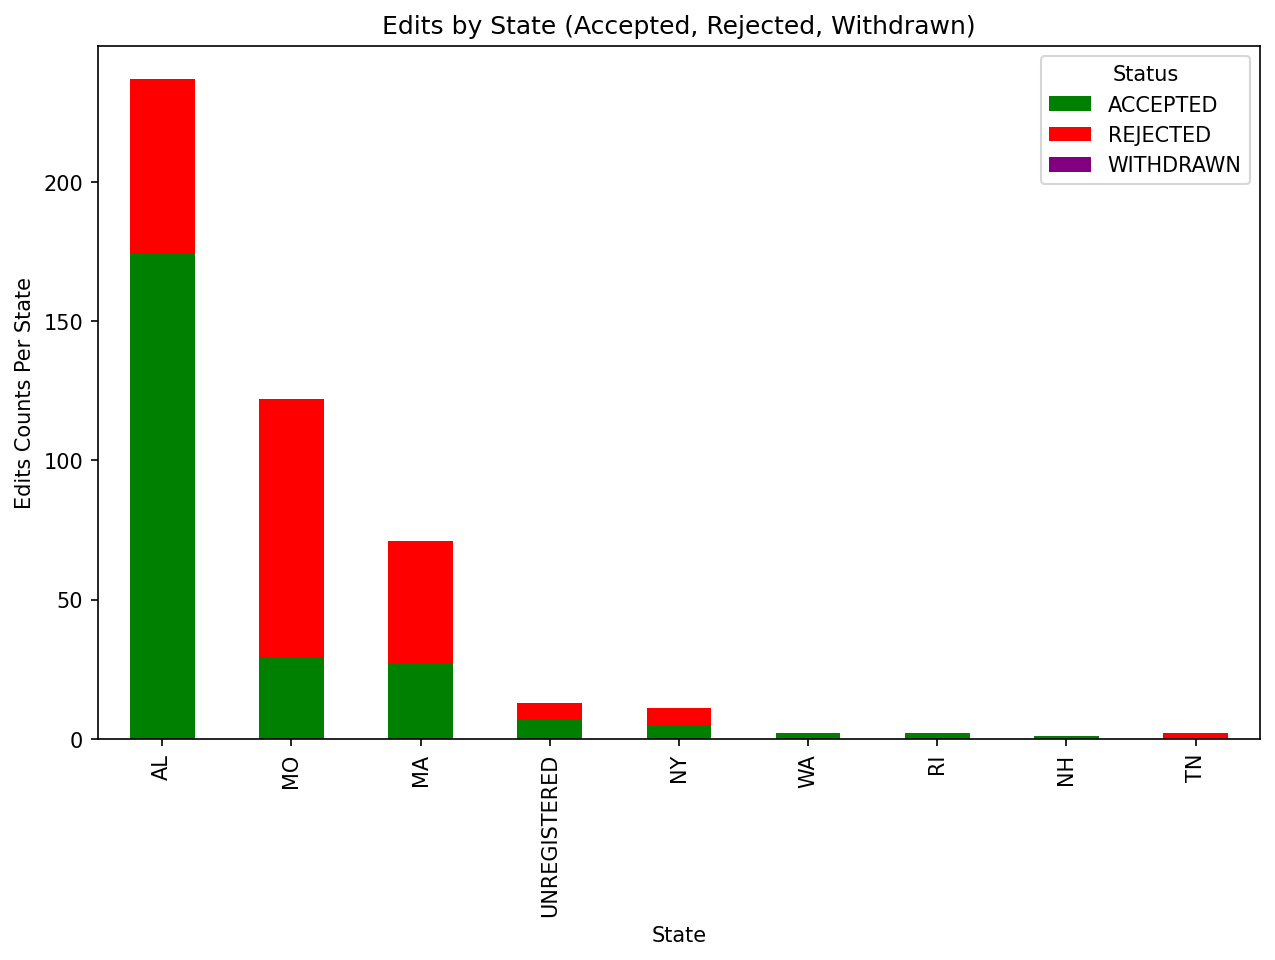 Edits by State (Accepted, Rejected, Withdrawn)
Status
ACCEPTED
REJECTED
WITHDRAWN
Edits Counts Per State
200
150
100
50
0
AL
MO
MA
UNREGISTERED
NY
WA
RI
NH
TN
State